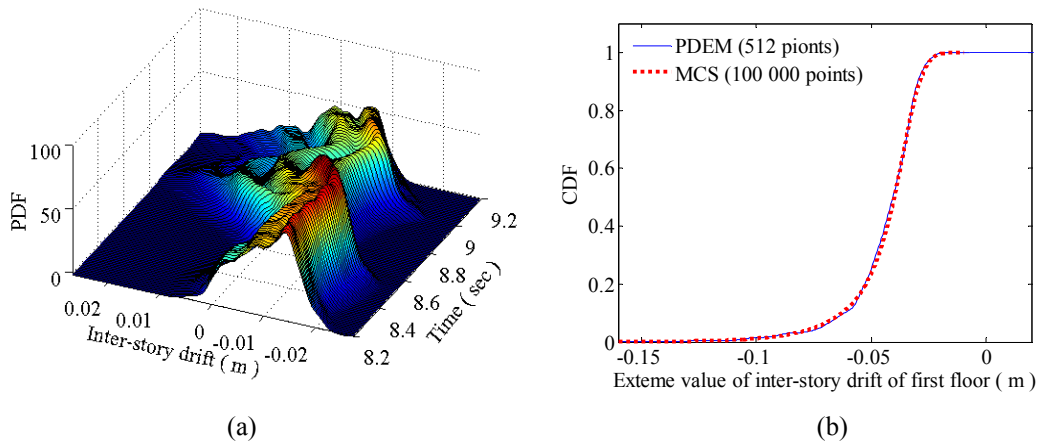 100
50
0
PDF
0.02
0.01
0
-0.01
-0.02
Inter-story drift ( m )
8.2
8.4
8.6
8.8
9
9.2
Time ( sec )
(a)
PDEM (512 pionts)
MCS (100 000 points)
1
0.8
0.6
0.4
0.2
0
CDF
-0.15
-0.1
-0.05
0
Exteme value of inter-story drift of first floor ( m )
(b)